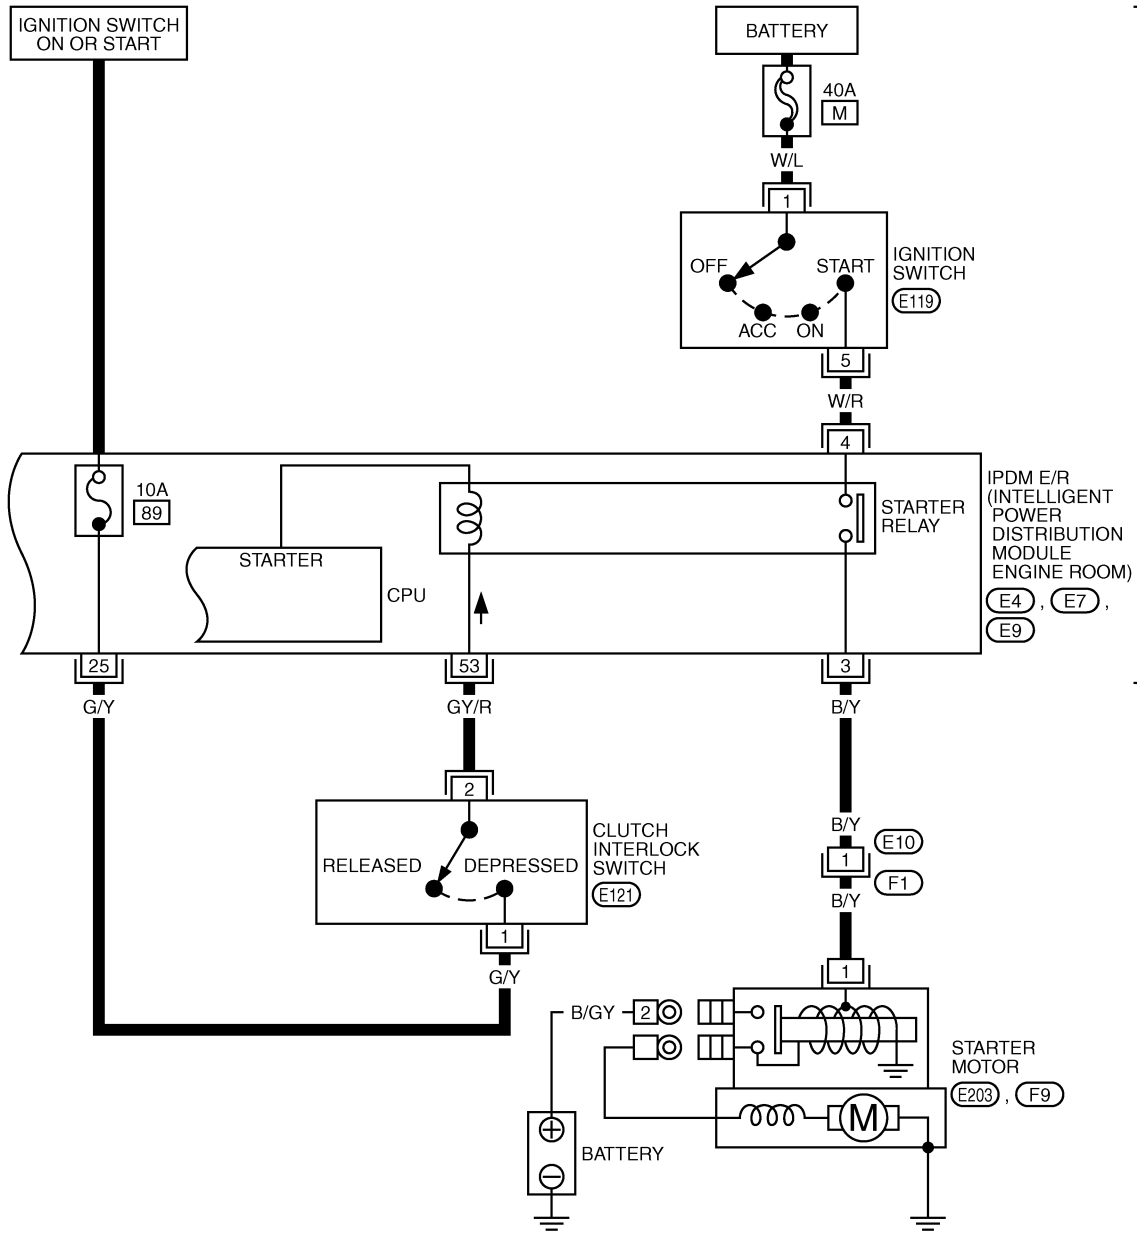 IGNITION SWITCH
ON OR START
BATTERY
40A
M
W/L
1
OFF
START
ACC
ON
IGNITION
SWITCH
E119
5
W/R
4
10A
89
STARTER
CPU
STARTER
RELAY
IPDM E/R
(INTELLIGENT
POWER
DISTRIBUTION
MODULE
ENGINE ROOM)
E4 , E7 ,
E9
25
53
3
G/Y
GY/R
B/Y
2
RELEASED
DEPRESSED
CLUTCH
INTERLOCK
SWITCH
E121
1
G/Y
B/Y
E10
1
F1
B/Y
1
B/GY
2
STARTER
MOTOR
E203 , F9
M
+
BATTERY
−